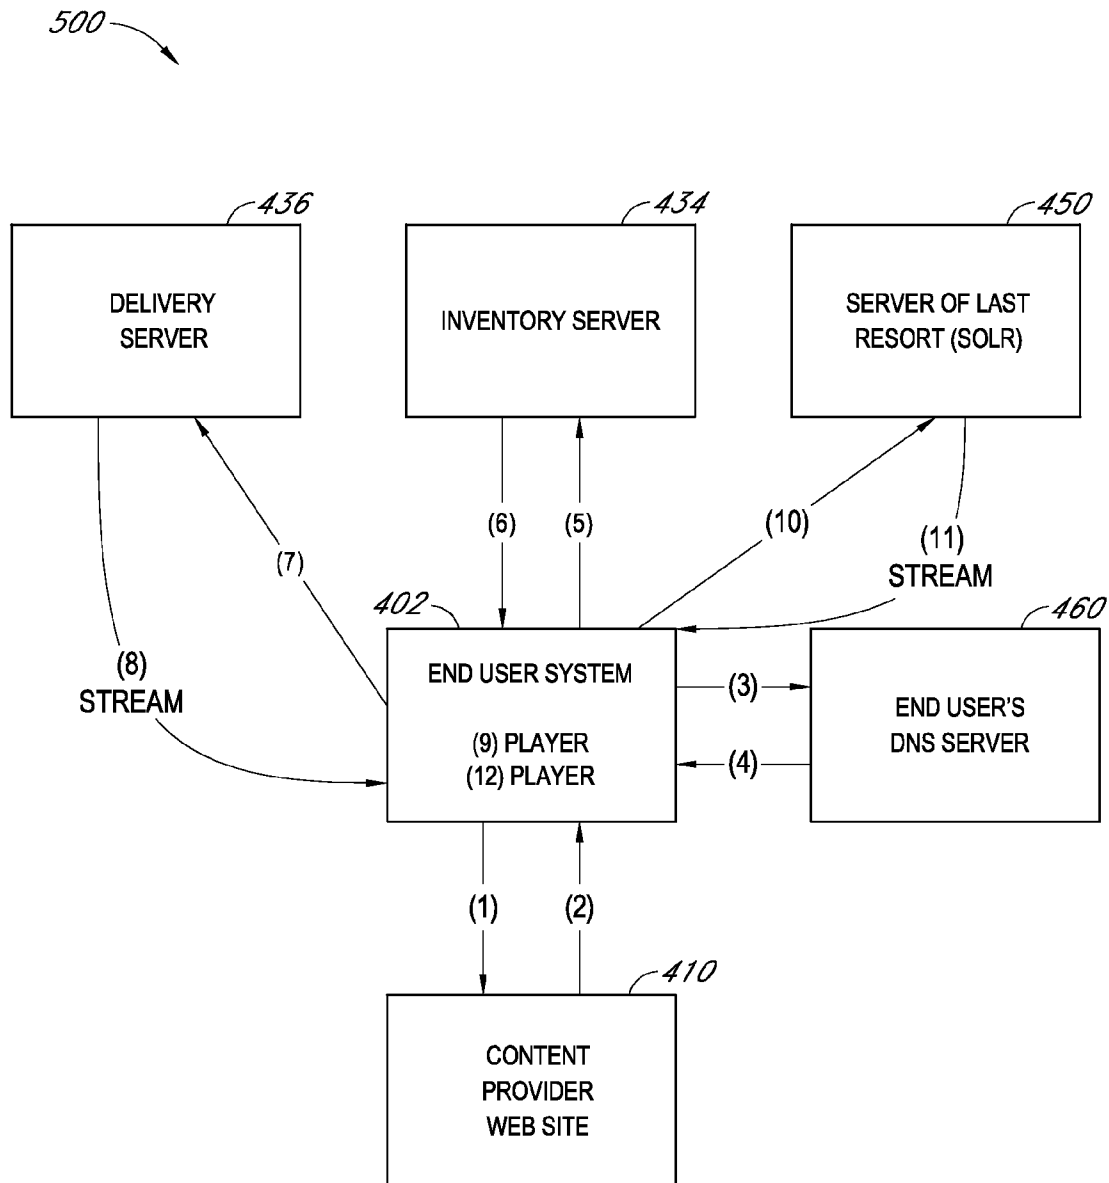 500
436
434
450
DELIVERY
SERVER
INVENTORY SERVER
SERVER OF LAST
RESORT (SOLR)
(6)
(5)
(10)
(11)
STREAM
(7)
402
460
(8)
STREAM
END USER SYSTEM
(9) PLAYER
(12) PLAYER
(3)
(4)
END USER'S
DNS SERVER
(1)
(2)
410
CONTENT
PROVIDER
WEB SITE